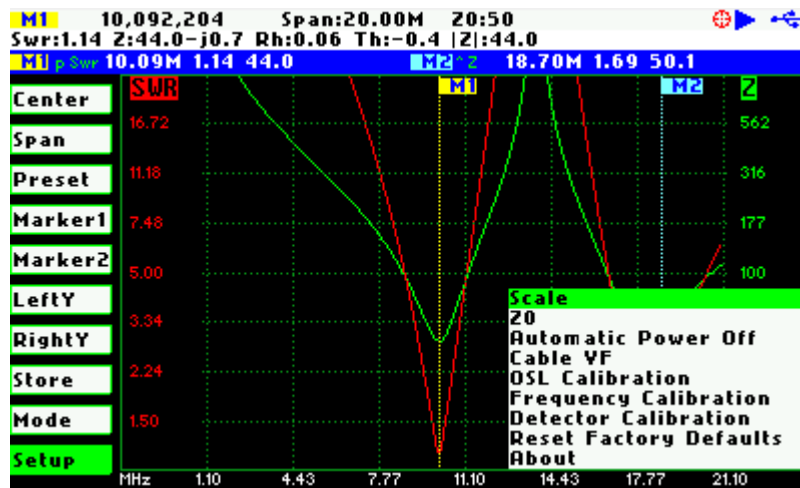 M1 10,092,204 Span:20.00M 20:50
Swr:1.14 Z:44.0-j0.7 Rh:0.06 Th:-0.4 |Z|:44.0
M1 p Swr 10.09M 1.14 44.0 M2 ^ Z 18.70M 1.69 50.1
SWR M1 M2 Z
Center
16.72 562
Span
Preset
11.18 316
Marker1
7.48 177
Marker2
5.00 100
LeftY
Scale
Z0
3.34
RightY
Automatic Power Off
Cable VF
2.24
Store
OSL Calibration
Frequency Calibration
Mode
1.50
Detector Calibration
Reset Factory Defaults
Setup
About
MHz 1.10 4.43 7.77 11.10 14.43 17.77 21.10